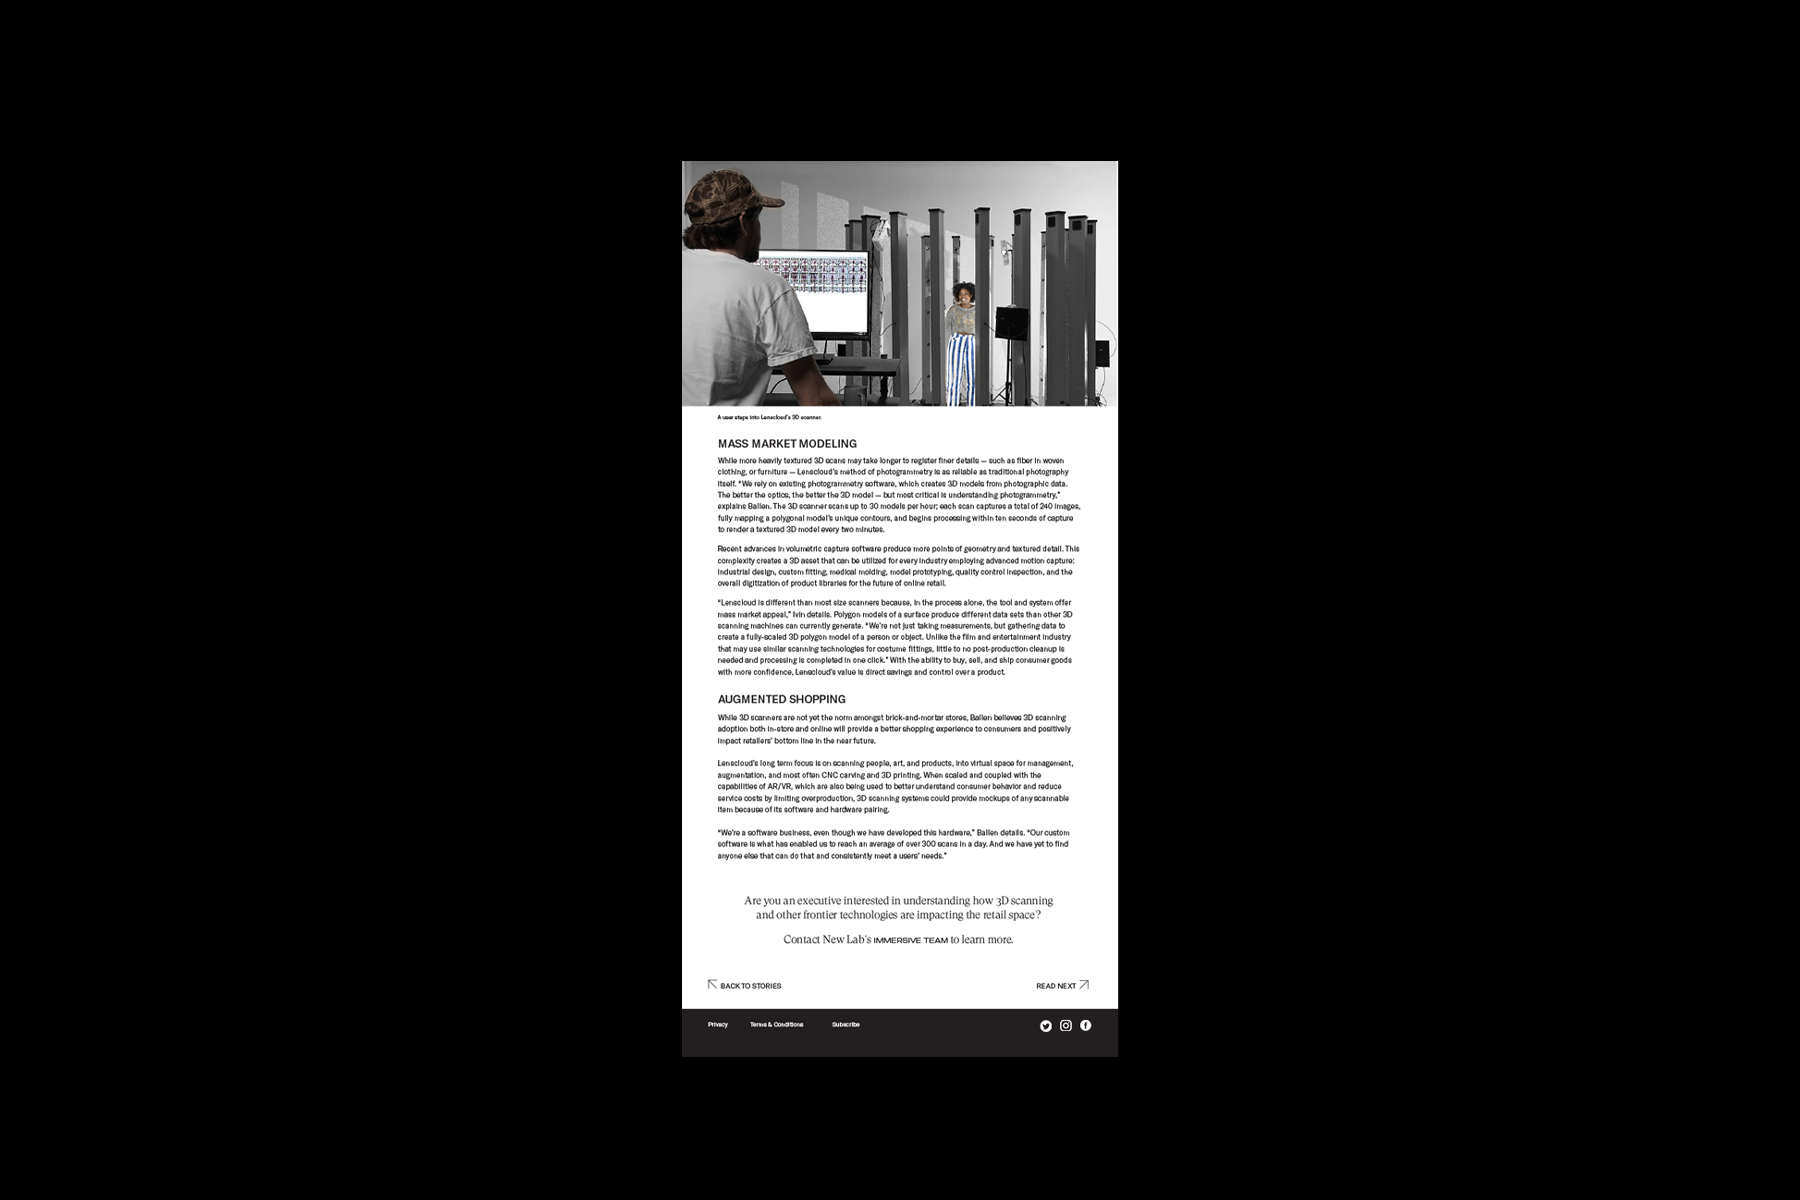 A user steps into Lenscloud's 3D scanner.
MASS MARKET MODELING
While more heavily textured 3D scans may take longer to register finer details — such as fiber in woven
clothing, or furniture — Lenscloud's method of photogrammetry is as reliable as traditional photography
itself. “We rely on existing photogrammetry software, which creates 3D models from photographic data.
The better the optics, the better the 3D model — but most critical is understanding photogrammetry,”
explains Ballen. The 3D scanner scans up to 30 models per hour; each scan captures a total of 240 images,
fully mapping a polygonal model's unique contours, and begins processing within ten seconds of capture
to render a textured 3D model every two minutes.
Recent advances in volumetric capture software produce more points of geometry and textured detail. This
complexity creates a 3D asset that can be utilized for every industry employing advanced motion capture:
industrial design, custom fitting, medical molding, model prototyping, quality control inspection, and the
overall digitization of product libraries for the future of online retail.
“Lenscloud is different than most size scanners because, in the process alone, the tool and system offer
mass market appeal,” Ivin details. Polygon models of a surface produce different data sets than other 3D
scanning machines can currently generate. “We're not just taking measurements, but gathering data to
create a fully-scaled 3D polygon model of a person or object. Unlike the film and entertainment industry
that may use similar scanning technologies for costume fittings, little to no post-production cleanup is
needed and processing is completed in one click.” With the ability to buy, sell, and ship consumer goods
with more confidence, Lenscloud's value is direct savings and control over a product.
AUGMENTED SHOPPING
While 3D scanners are not yet the norm amongst brick-and-mortar stores, Ballen believes 3D scanning
adoption both in-store and online will provide a better shopping experience to consumers and positively
impact retailers' bottom line in the near future.
Lenscloud's long term focus is on scanning people, art, and products, into virtual space for management,
augmentation, and most often CNC carving and 3D printing. When scaled and coupled with the
capabilities of AR/VR, which are also being used to better understand consumer behavior and reduce
service costs by limiting overproduction, 3D scanning systems could provide mockups of any scannable
item because of its software and hardware pairing.
“We're a software business, even though we have developed this hardware,” Ballen details. “Our custom
software is what has enabled us to reach an average of over 300 scans in a day. And we have yet to find
anyone else that can do that and consistently meet a users' needs.”
Are you an executive interested in understanding how 3D scanning
and other frontier technologies are impacting the retail space?
Contact New Lab's IMMERSIVE TEAM to learn more.
BACK TO STORIES
READ NEXT
Privacy
Terms & Conditions
Subscribe